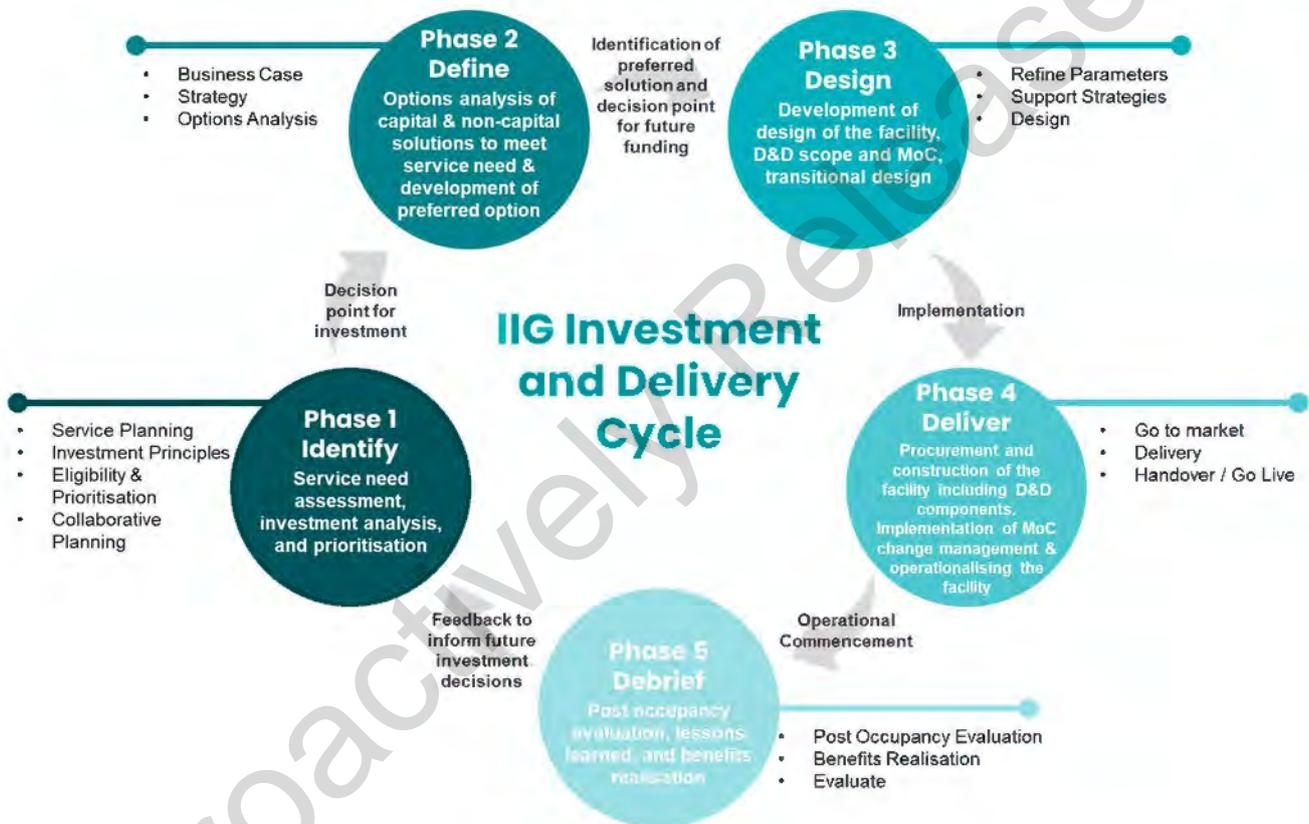 Phase 2
Define
Options analysis of
capital & non-capital
solutions to meet
service need &
development of
preferred option
• Business Case
• Strategy
• Options Analysis
Identification of
preferred
solution and
decision point
for future
funding
Phase 3
Design
Development of
design of the facility,
D&D scope and MoC,
transitional design
• Refine Parameters
• Support Strategies
• Design
Decision
point for
investment
IIG Investment
and Delivery
Cycle
Implementation
Phase 1
Identify
Service need
assessment,
investment analysis,
and prioritisation
• Service Planning
• Investment Principles
• Eligibility &
Prioritisation
• Collaborative
Planning
Phase 4
Deliver
Procurement and
construction of the
facility including D&D
components.
Implementation of MoC
change management &
operationalising the
facility
• Go to market
• Delivery
• Handover / Go Live
Feedback to
inform future
investment
decisions
Operational
Commencement
Phase 5
Debrief
Post occupancy
evaluation, lessons
learned, and benefits
realisation
• Post Occupancy Evaluation
• Benefits Realisation
• Evaluate
roactively Release